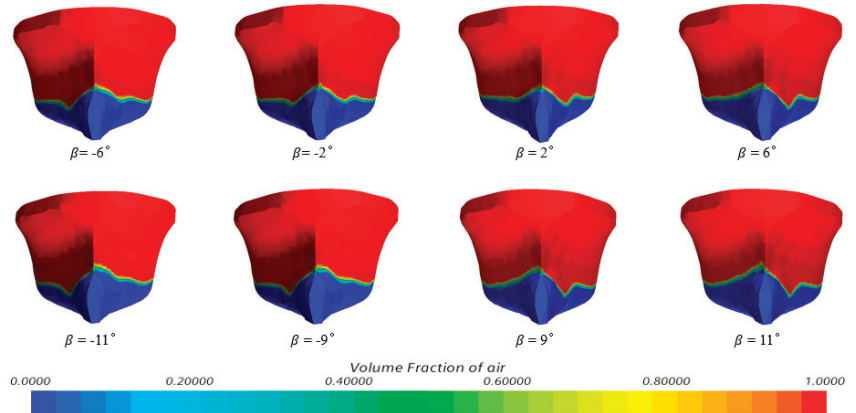 β= -6°
β= -2°
β = 2°
β = 6°
β = -11°
β = -9°
β = 9°
β = 11°
Volume Fraction of air
0.0000 0.20000 0.40000 0.60000 0.80000 1.0000